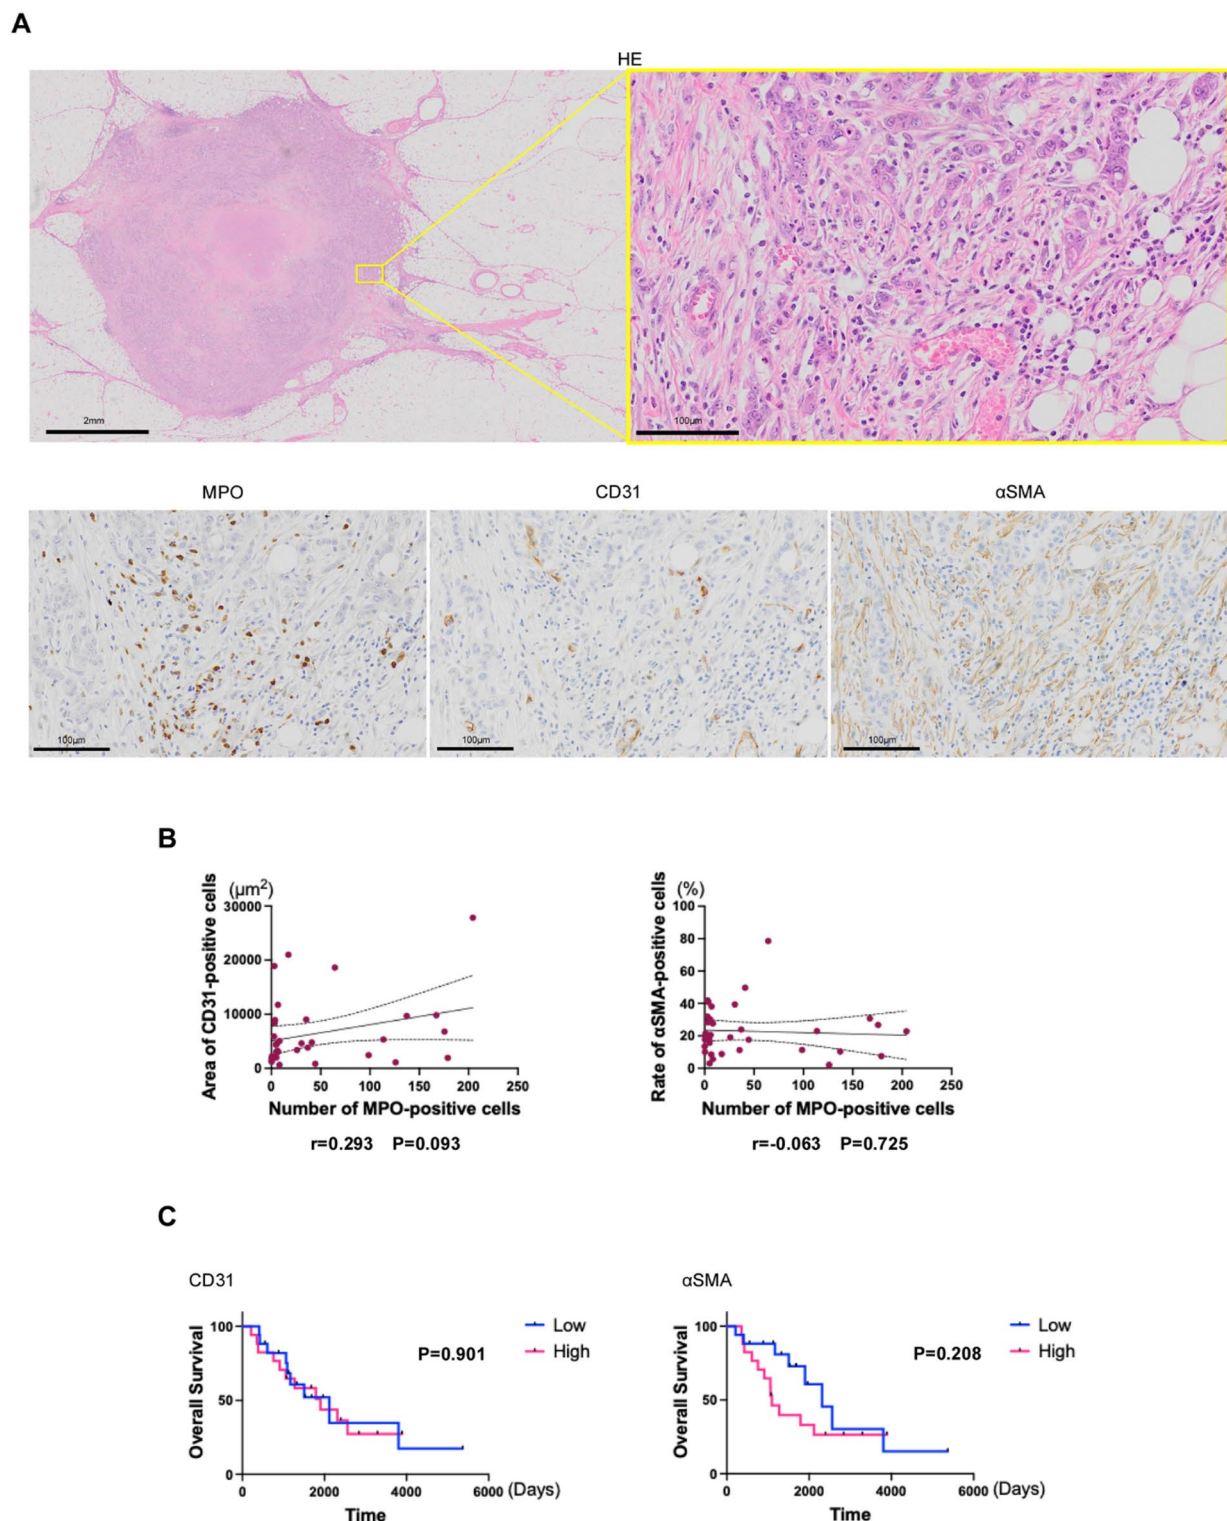 A
HE
2mm
100µm
MPO
CD31
αSMA
100µm
100µm
100µm
B
(µm²)
Area of CD31-positive cells
30000
20000
10000
0
0 50 100 150 200 250
Number of MPO-positive cells
r=0.293 P=0.093
(%)
Rate of αSMA-positive cells
100
80
60
40
20
0
0 50 100 150 200 250
Number of MPO-positive cells
r=-0.063 P=0.725
C
CD31
Overall Survival
100
50
0
0 2000 4000 6000 (Days)
Time
Low
High
P=0.901
αSMA
Overall Survival
100
50
0
0 2000 4000 6000 (Days)
Time
Low
High
P=0.208